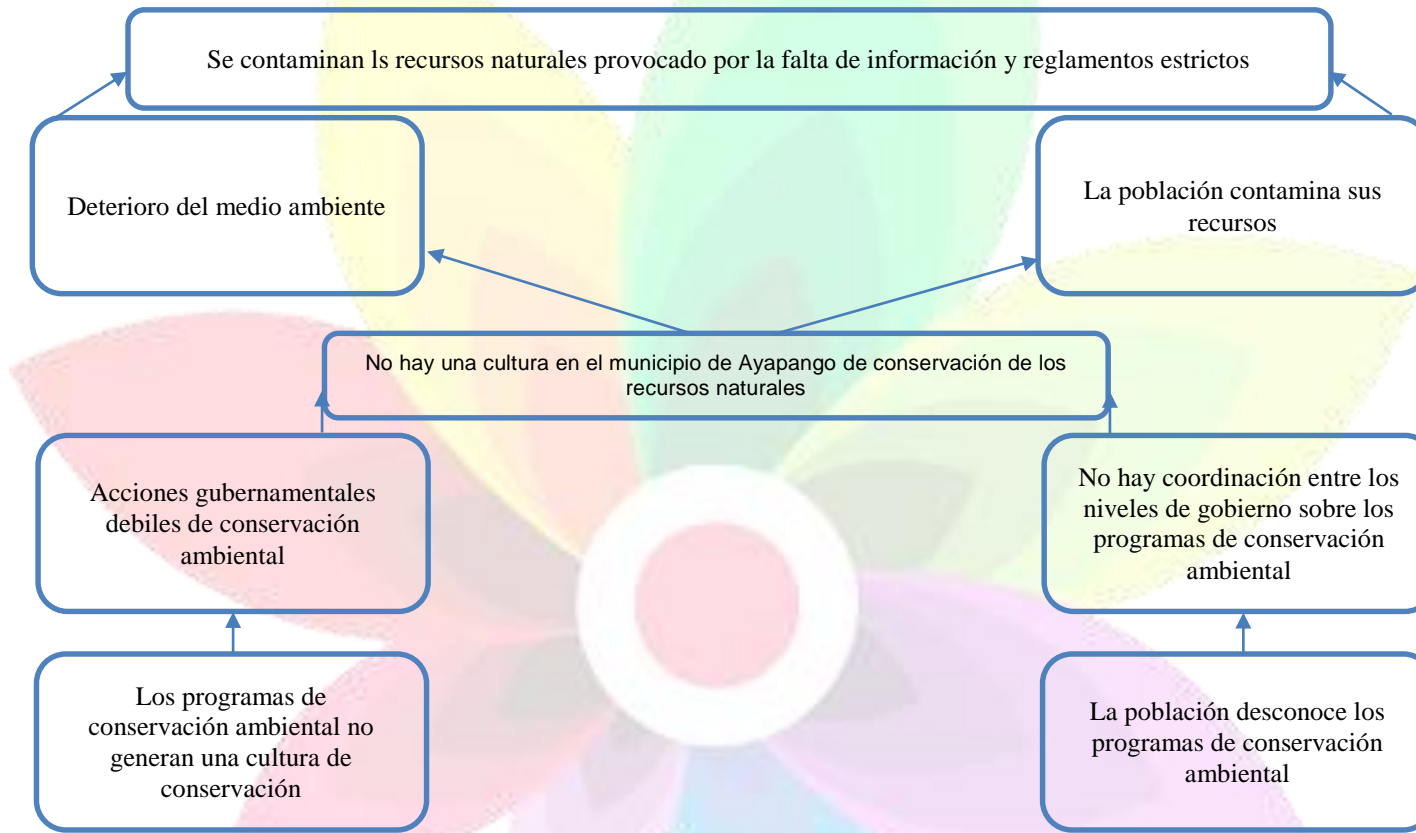 Se contaminan ls recursos naturales provocado por la falta de información y reglamentos estrictos
Deterioro del medio ambiente
La población contamina sus
recursos
No hay una cultura en el municipio de Ayapango de conservación de los
recursos naturales
Acciones gubernamentales
debiles de conservación
ambiental
No hay coordinación entre los
niveles de gobierno sobre los
programas de conservación
ambiental
Los programas de
conservación ambiental no
generan una cultura de
conservación
La población desconoce los
programas de conservación
ambiental